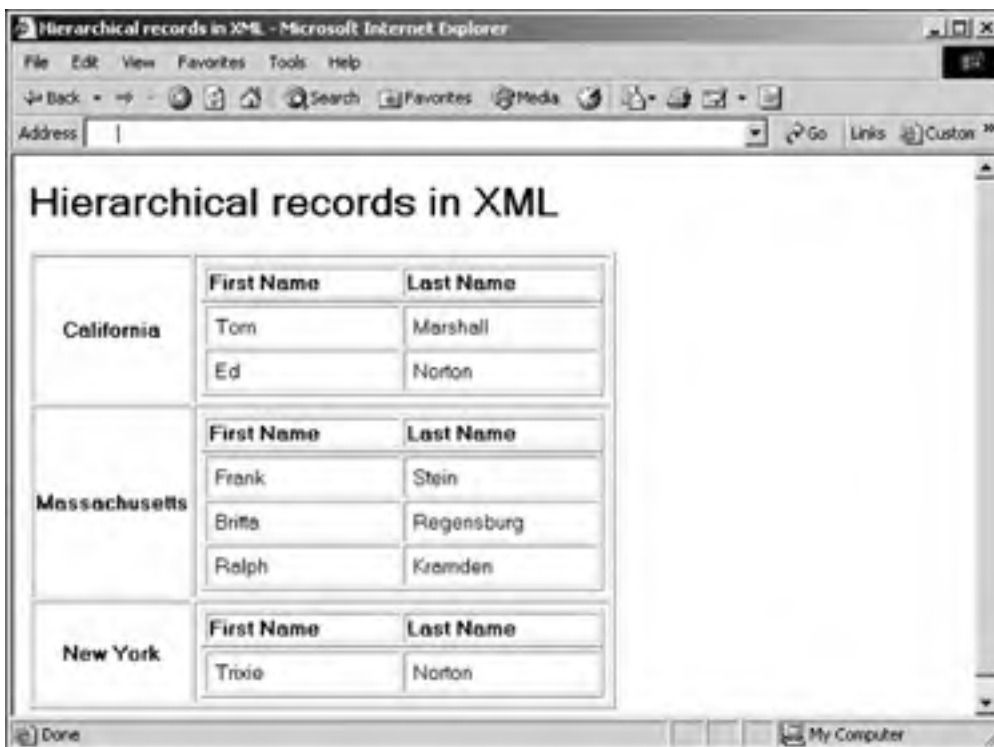 Hierarchical records in XML - Microsoft Internet Explorer
File Edit View Favorites Tools Help
Back Search Favorites Media
Address Go Links Custom
Hierarchical records in XML
California
First Name Last Name
Tom Marshall
Ed Norton
Massachusetts
First Name Last Name
Frank Stein
Britta Regensburg
Ralph Kramden
New York
First Name Last Name
Trixie Norton
Done My Computer